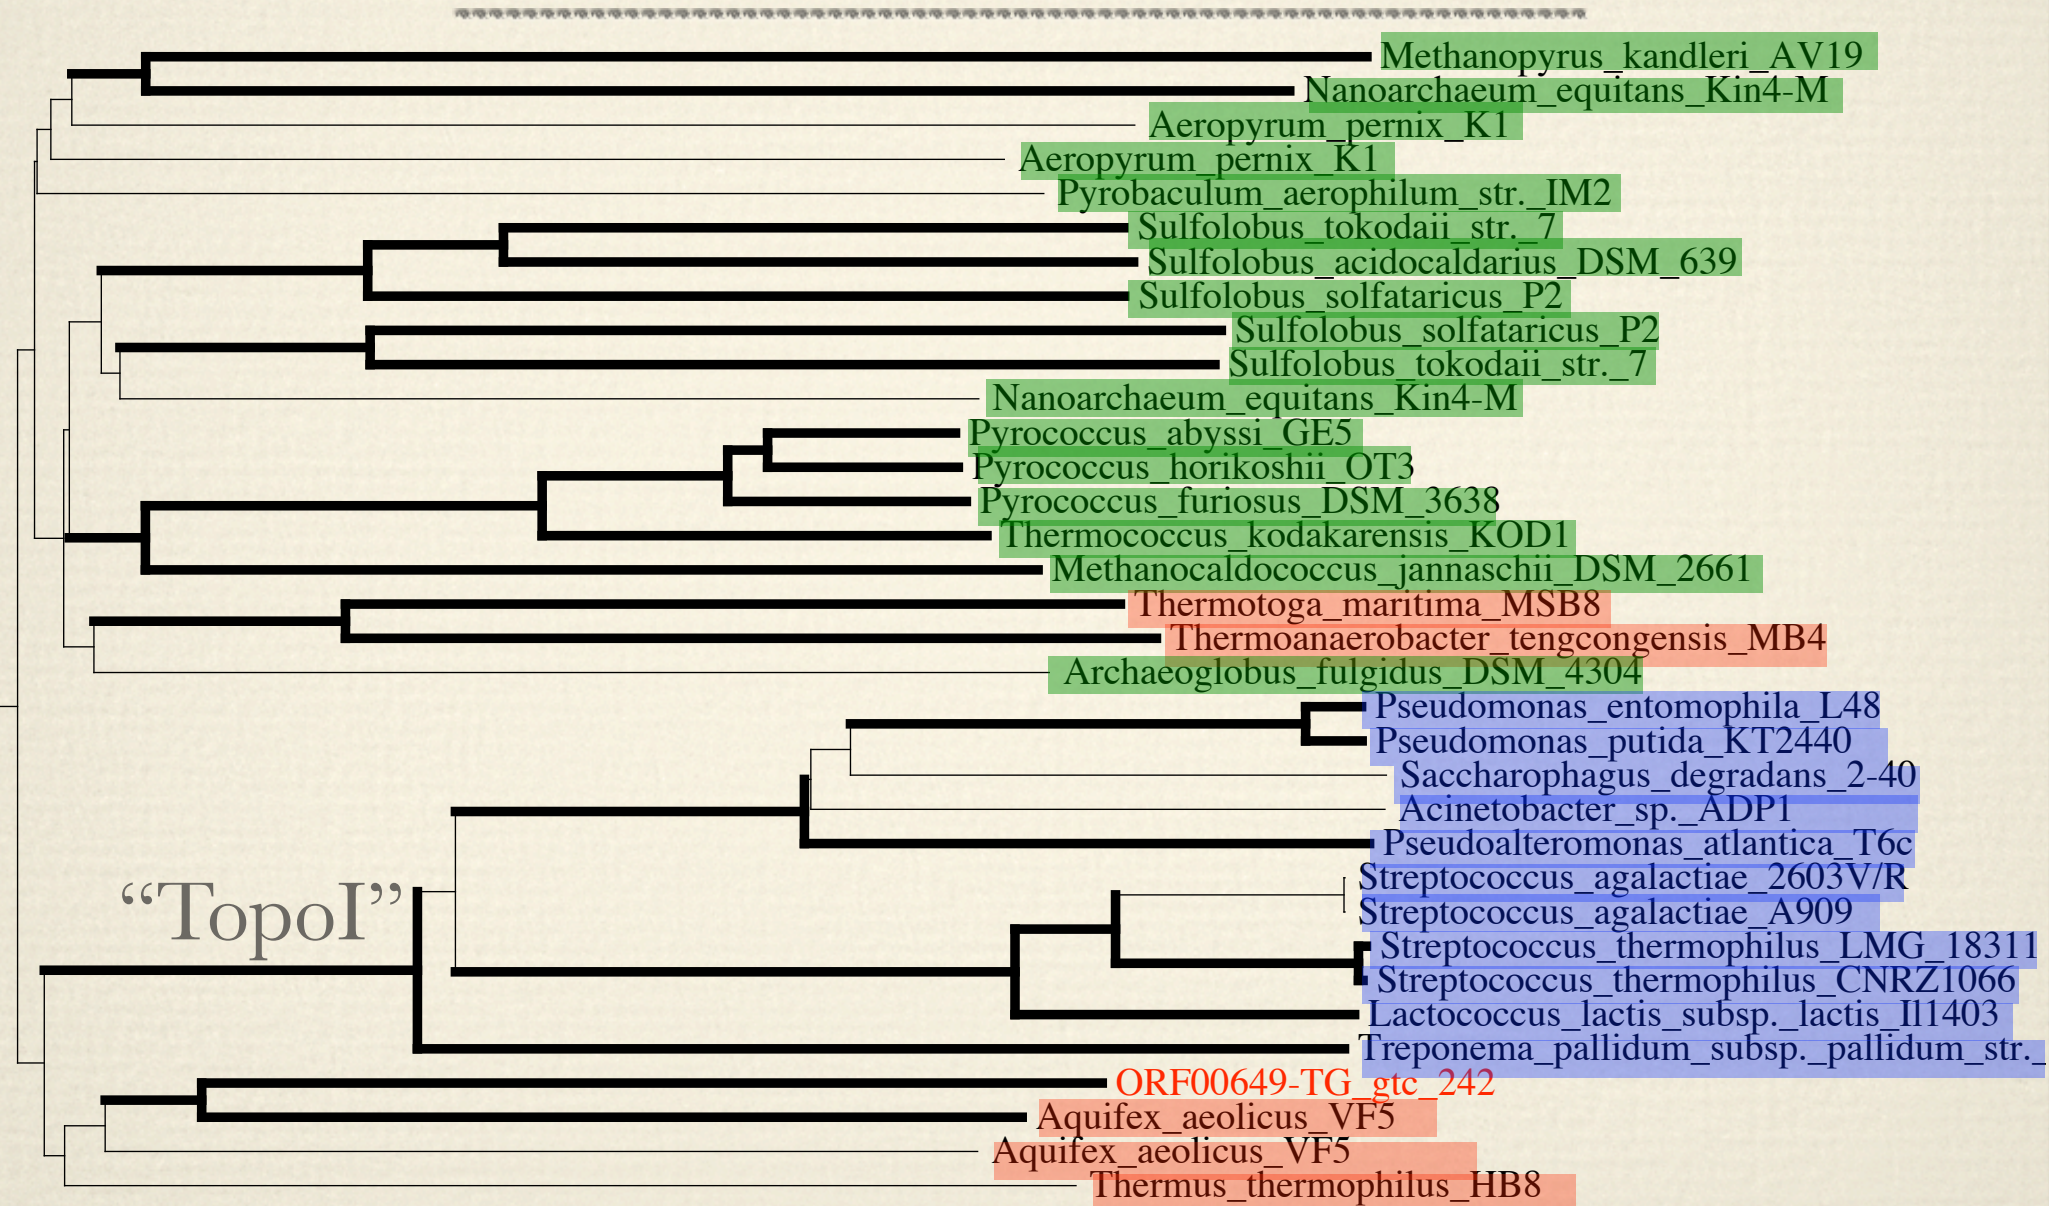 Methanopyrus_kandleri_AV19
Nanoarchaeum_equitans_Kin4-M
Aeropyrum_pernix_K1
Aeropyrum_pernix_K1
Pyrobaculum_aerophilum_str._IM2
Sulfolobus_tokodaii_str._7
Sulfolobus_acidocaldarius_DSM_639
Sulfolobus_solfataricus_P2
Sulfolobus_solfataricus_P2
Sulfolobus_tokodaii_str._7
Nanoarchaeum_equitans_Kin4-M
Pyrococcus_abyssi_GE5
Pyrococcus_horikoshii_OT3
Pyrococcus_furiosus_DSM_3638
Thermococcus_kodakarensis_KOD1
Methanocaldococcus_jannaschii_DSM_2661
Thermotoga_maritima_MSB8
Thermoanaerobacter_tengcongensis_MB4
Archaeoglobus_fulgidus_DSM_4304
Pseudomonas_entomophila_L48
Pseudomonas_putida_KT2440
Saccharophagus_degradans_2-40
Acinetobacter_sp._ADP1
Pseudoalteromonas_atlantica_T6c
Streptococcus_agalactiae_2603V/R
“TopoI”
Streptococcus_agalactiae_A909
Streptococcus_thermophilus_LMG_18311
Streptococcus_thermophilus_CNRZ1066
Lactococcus_lactis_subsp._lactis_Il1403
Treponema_pallidum_subsp._pallidum_str._
ORF00649-TG_gtc_242
Aquifex_aeolicus_VF5
Aquifex_aeolicus_VF5
Thermus_thermophilus_HB8